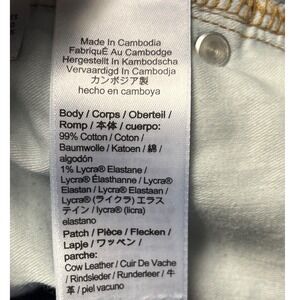 Made In Cambodia
FabriquÉ Au Cambodge
Hergestellt In Kambodscha
Vervaardigd In Cambodja
カンボジア製
hecho en camboya
Body / Corps / Oberteil /
Romp / 本体 / cuerpo:
99% Cotton / Coton /
Baumwolle / Katoen / 綿 /
algodón
1% Lycra® Elastane /
Lycra® Élasthanne / Lycra®
Elastan / Lycra® Elastaan /
Lycra® (ライクラ) エラス
テイン / lycra® (licra)
elastano
Patch / Pièce / Flecken /
Lapje / ワッペン /
parche:
Cow Leather / Cuir De Vache
/ Rindsleder / Runderleer / 牛
革 / piel vacuno